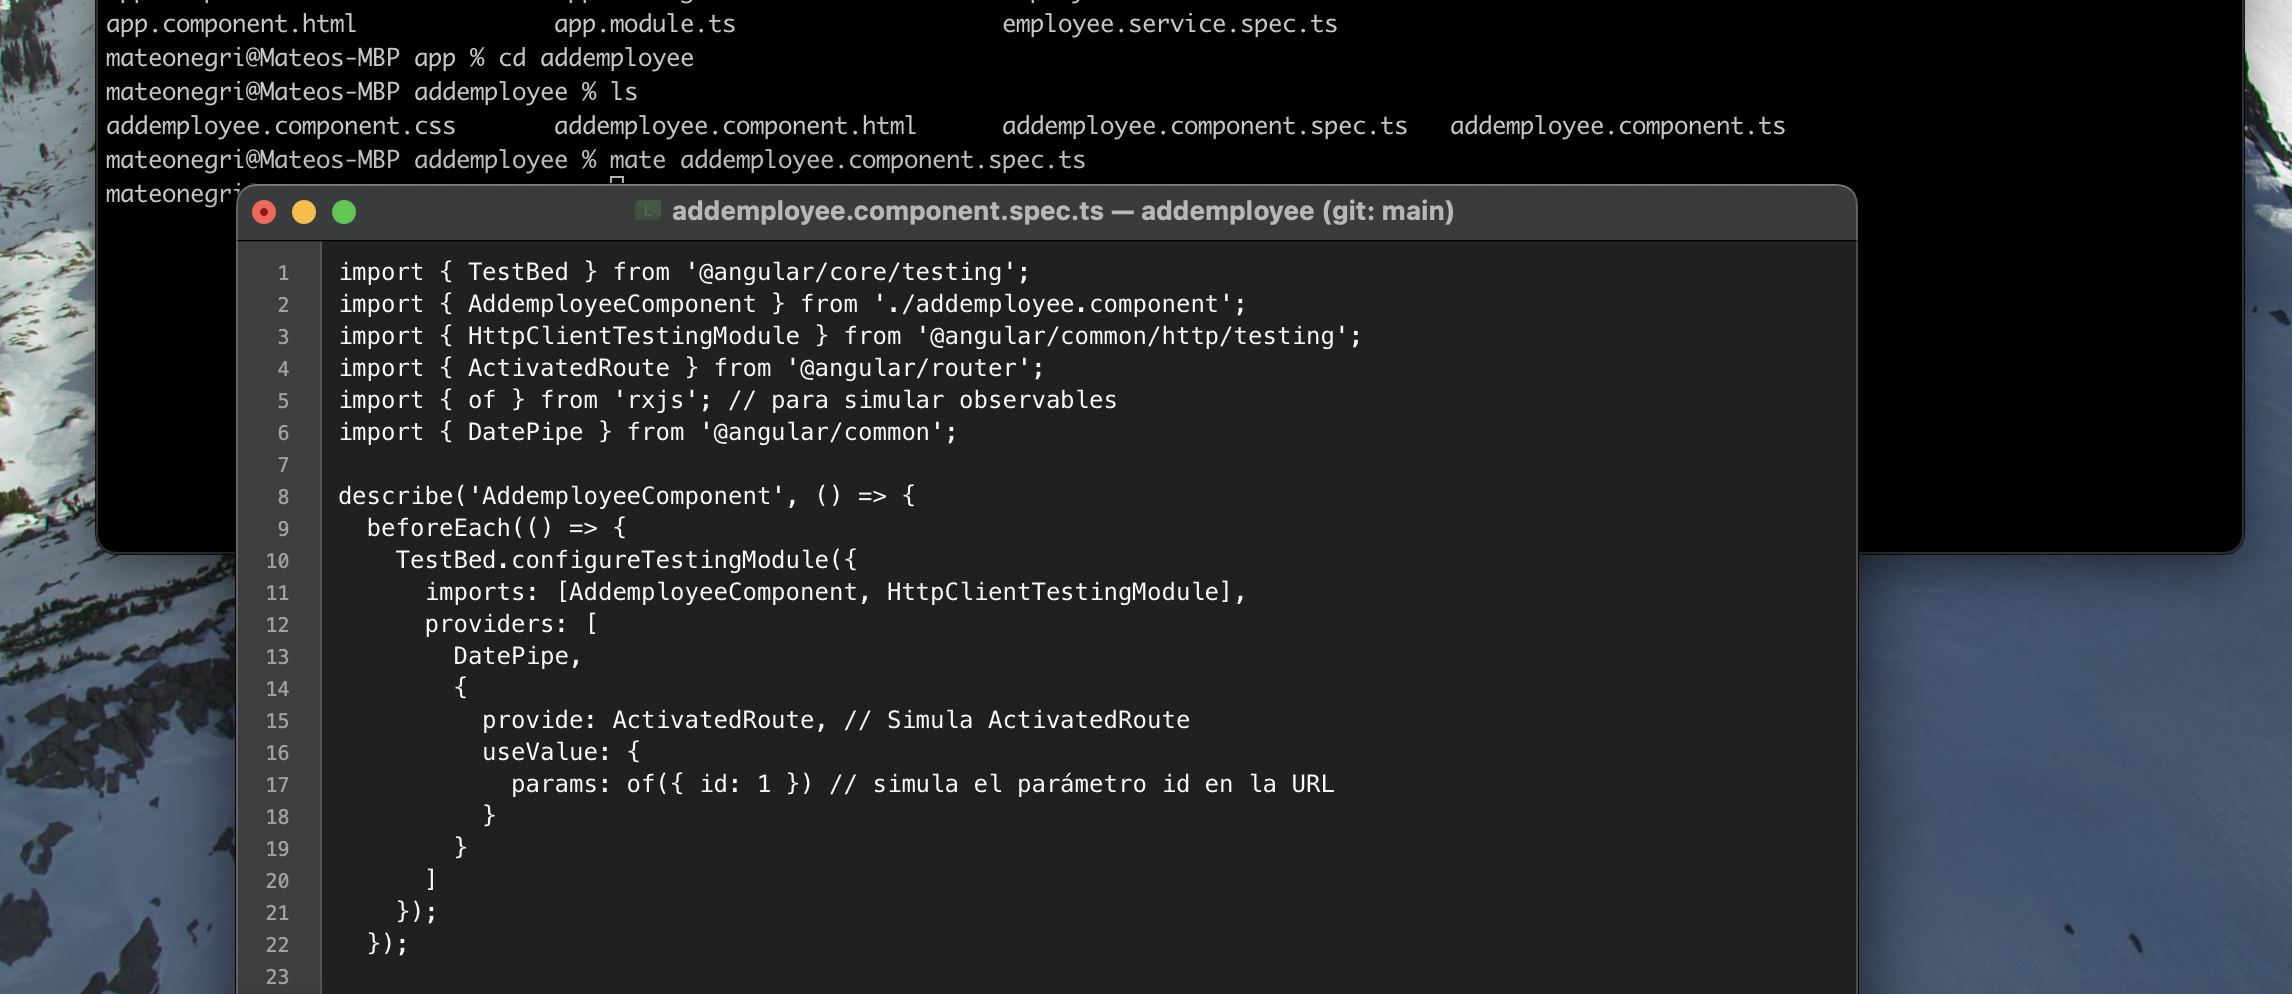 app.component.html app.module.ts employee.service.spec.ts
mateonegri@Mateos-MBP app % cd addemployee
mateonegri@Mateos-MBP addemployee % ls
addemployee.component.css addemployee.component.html addemployee.component.spec.ts addemployee.component.ts
mateonegri@Mateos-MBP addemployee % mate addemployee.component.spec.ts
mateonegri
addemployee.component.spec.ts — addemployee (git: main)
1 import { TestBed } from '@angular/core/testing';
2 import { AddemployeeComponent } from './addemployee.component';
3 import { HttpClientTestingModule } from '@angular/common/http/testing';
4 import { ActivatedRoute } from '@angular/router';
5 import { of } from 'rxjs'; // para simular observables
6 import { DatePipe } from '@angular/common';
7
8 describe('AddemployeeComponent', () => {
9 beforeEach(() => {
10 TestBed.configureTestingModule({
11 imports: [AddemployeeComponent, HttpClientTestingModule],
12 providers: [
13 DatePipe,
14 {
15 provide: ActivatedRoute, // Simula ActivatedRoute
16 useValue: {
17 params: of({ id: 1 }) // simula el parámetro id en la URL
18 }
19 }
20 ]
21 });
22 });
23